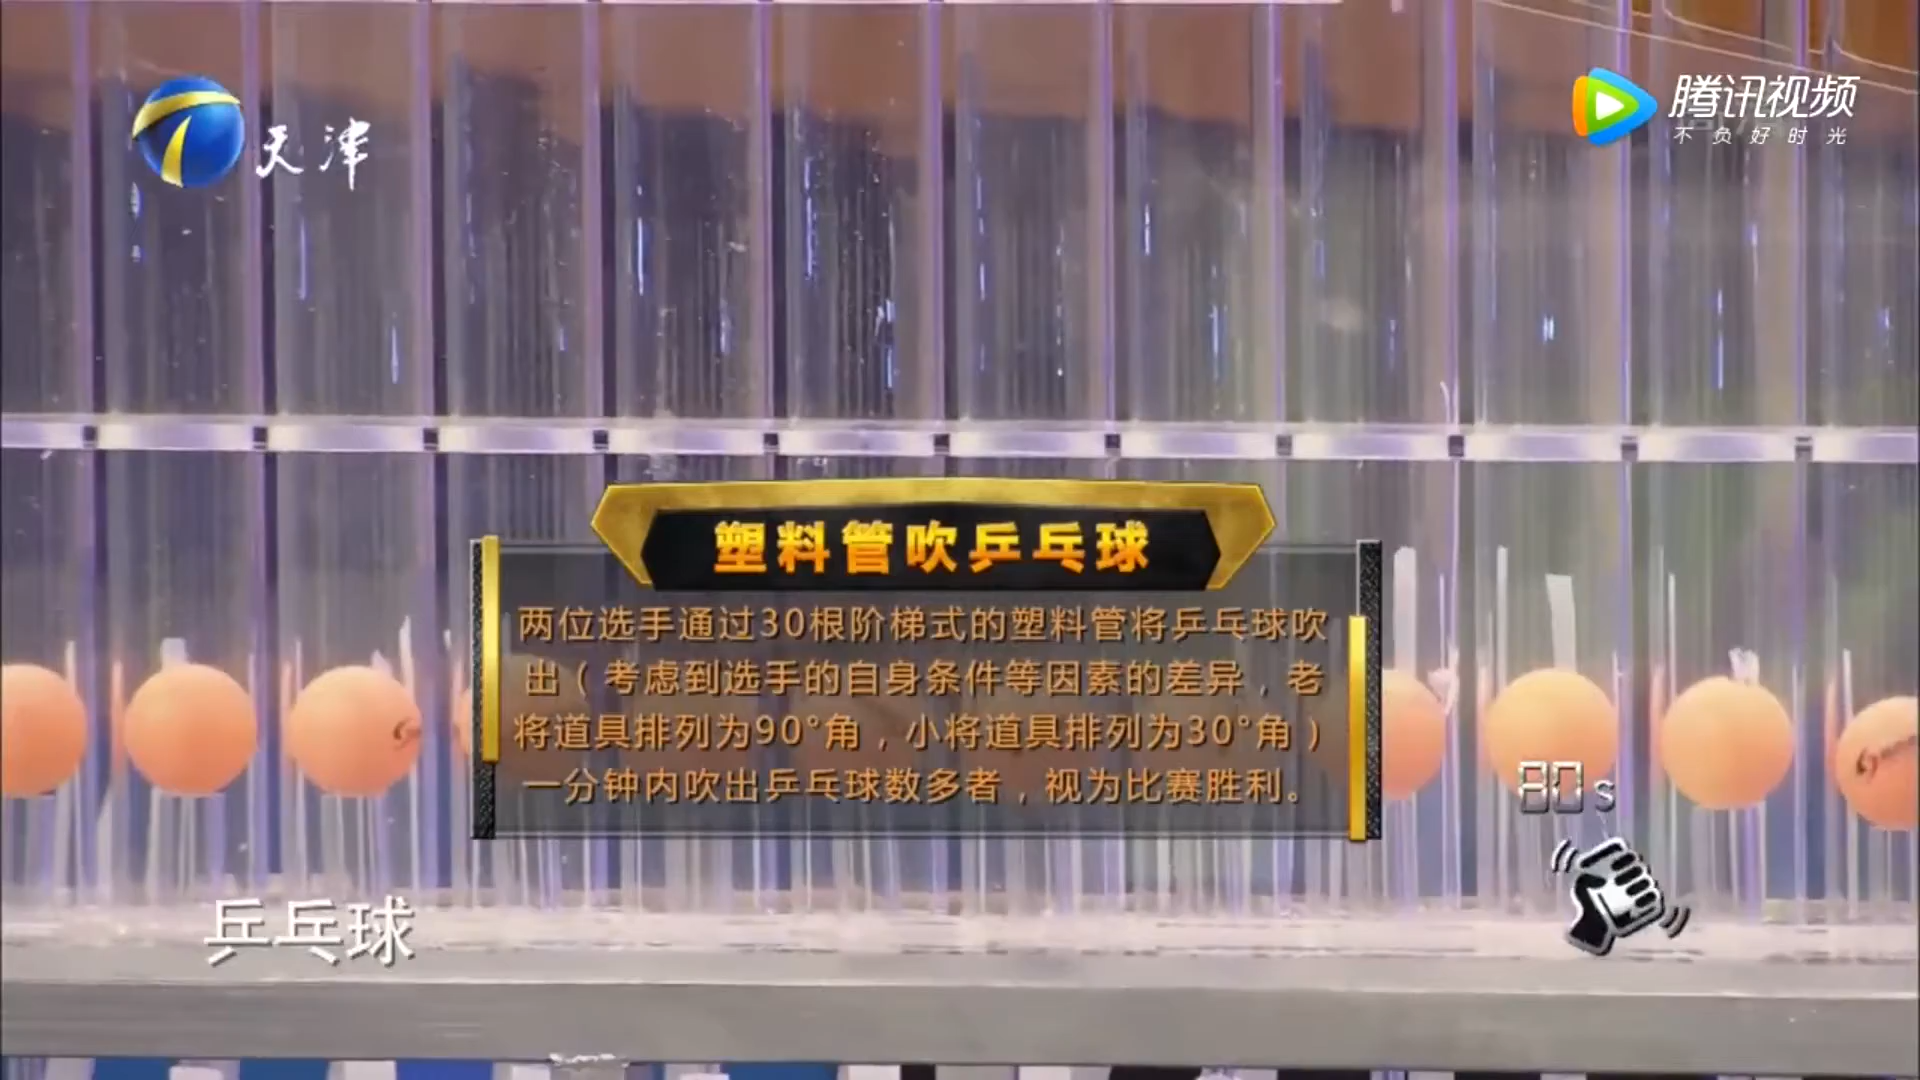 天津
腾讯视频
不负好时光
塑料管吹乒乓球
两位选手通过30根阶梯式的塑料管将乒乓球吹
出（考虑到选手的自身条件等因素的差异，老
将道具排列为90°角，小将道具排列为30°角）
一分钟内吹出乒乓球数多者，视为比赛胜利。
80s
乒乓球